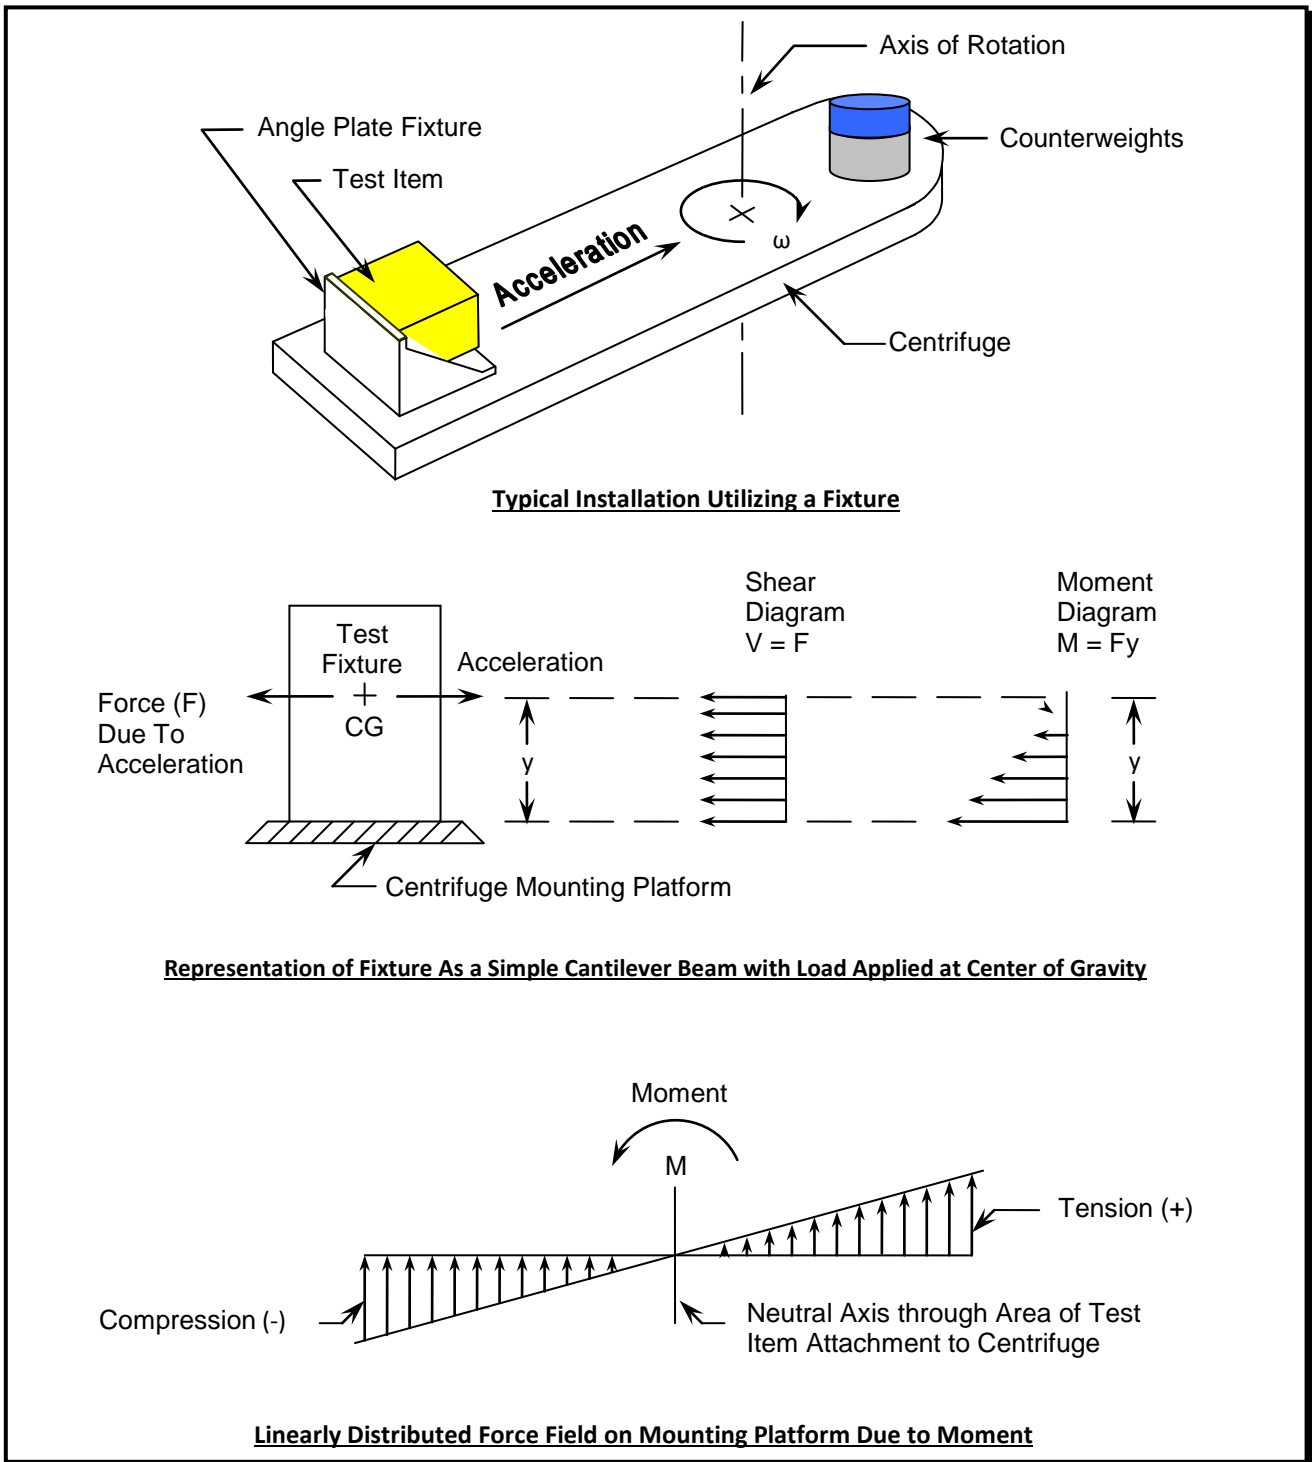 Axis of Rotation
Angle Plate Fixture
Counterweights
Test Item
Acceleration
ω
Centrifuge
Typical Installation Utilizing a Fixture
Shear
Diagram
V = F
Moment
Diagram
M = Fy
Test
Fixture
Acceleration
Force (F)
Due To
Acceleration
CG
y
y
Centrifuge Mounting Platform
Representation of Fixture As a Simple Cantilever Beam with Load Applied at Center of Gravity
Moment
M
Tension (+)
Compression (-)
Neutral Axis through Area of Test
Item Attachment to Centrifuge
Linearly Distributed Force Field on Mounting Platform Due to Moment